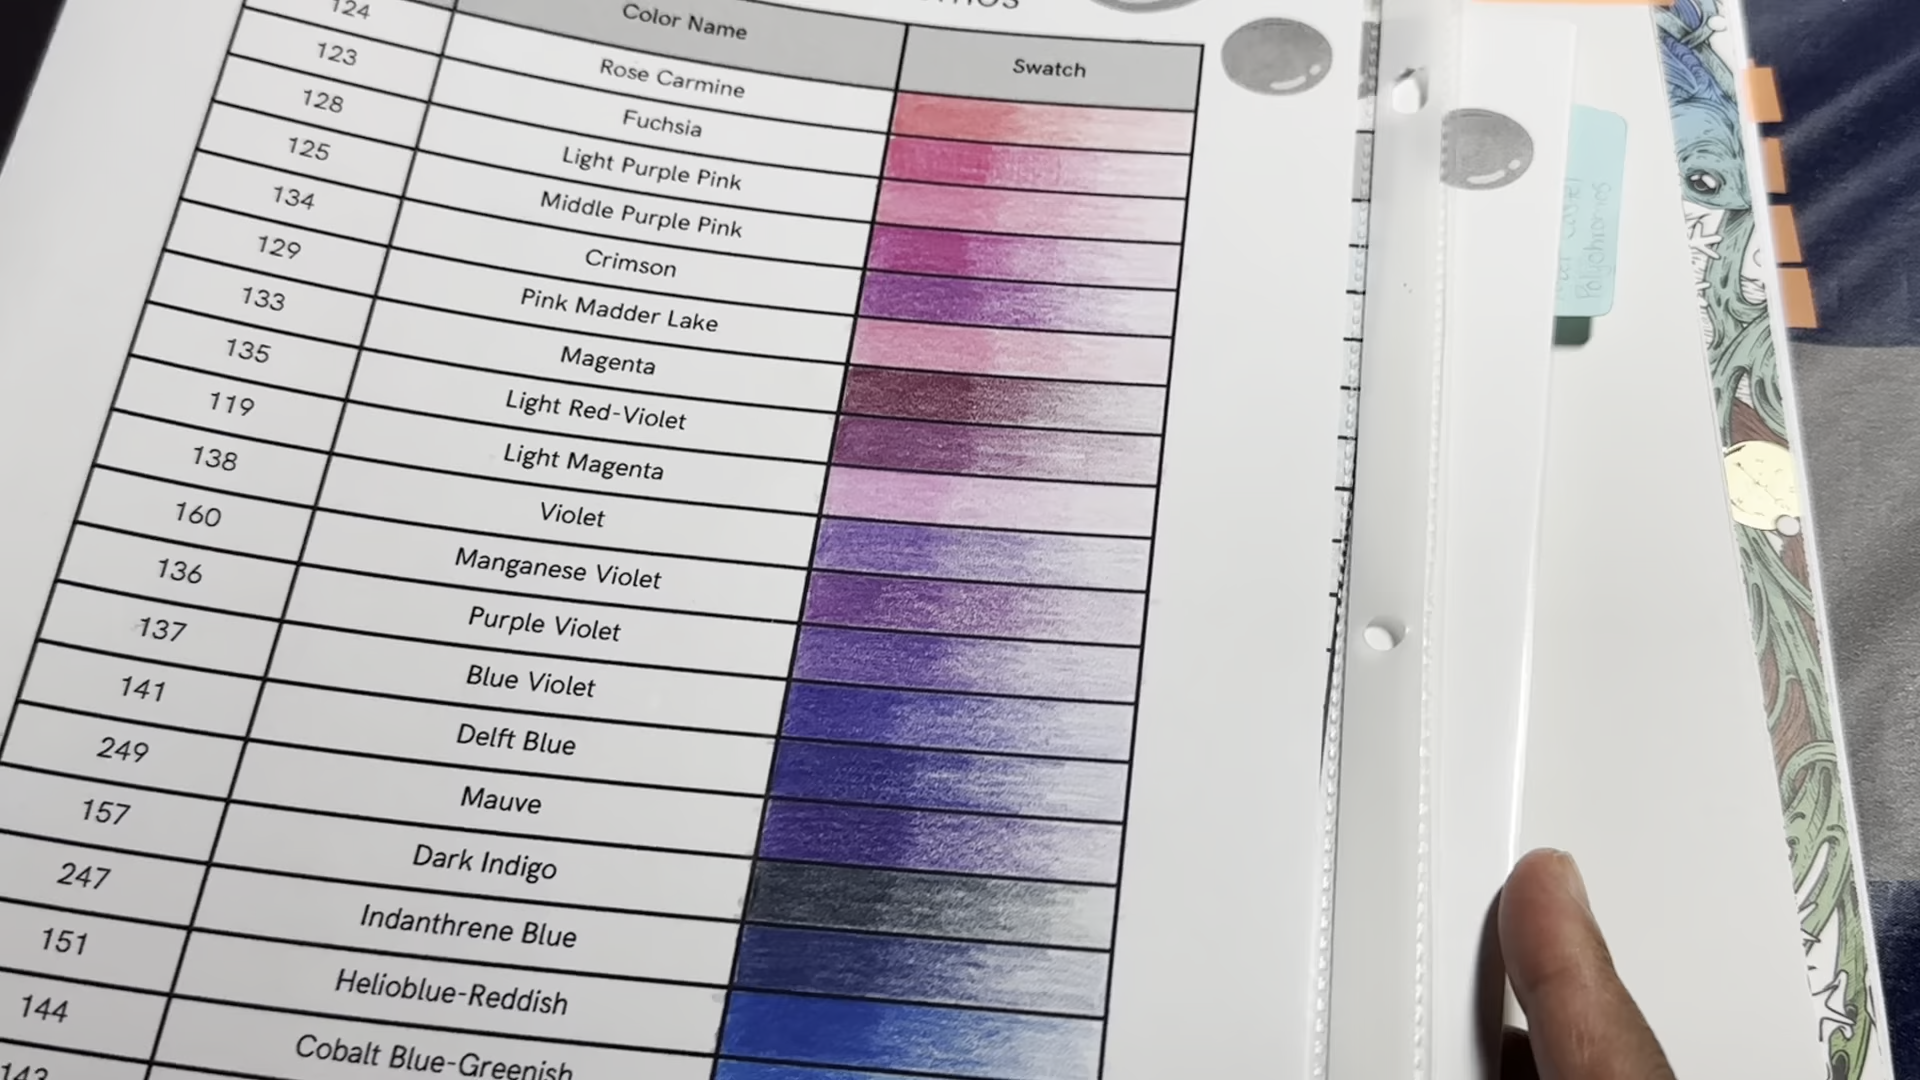 Color Name Swatch
124 Rose Carmine
123 Fuchsia
128 Light Purple Pink
125 Middle Purple Pink
134 Crimson
129 Pink Madder Lake
133 Magenta
135 Light Red-Violet
119 Light Magenta
138 Violet
160 Manganese Violet
136 Purple Violet
137 Blue Violet
141 Delft Blue
249 Mauve
157 Dark Indigo
247 Indanthrene Blue
151 Helioblue-Reddish
144 Cobalt Blue-Greenish
143
Polychromos